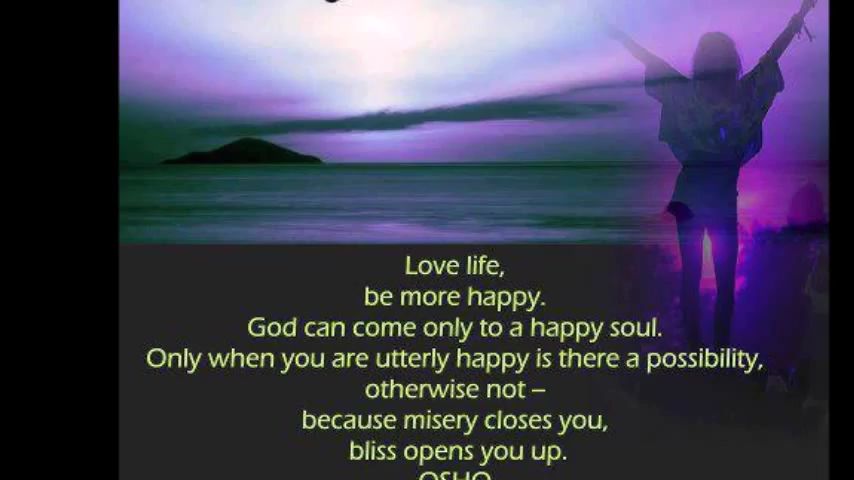 Love life,
be more happy.
God can come only to a happy soul.
Only when you are utterly happy is there a possibility,
otherwise not –
because misery closes you,
bliss opens you up.
OSHO